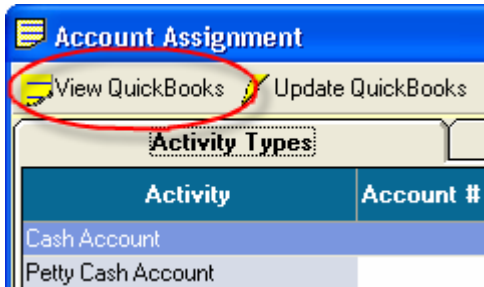 Account Assignment
View QuickBooks Update QuickBooks
Activity Types
Activity Account #
Cash Account
Petty Cash Account